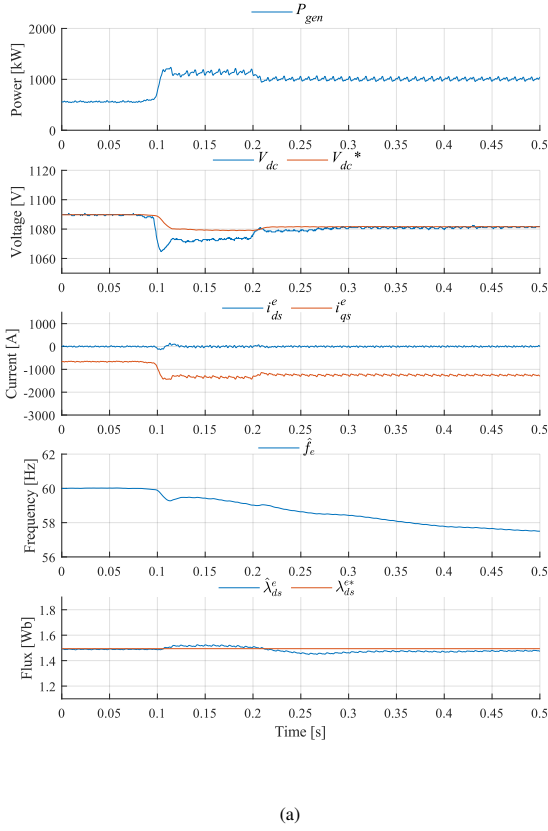 P_gen
Power [kW]
2000
1000
0
0 0.05 0.1 0.15 0.2 0.25 0.3 0.35 0.4 0.45 0.5
V_dc V_dc*
Voltage [V]
1120
1100
1080
1060
0 0.05 0.1 0.15 0.2 0.25 0.3 0.35 0.4 0.45 0.5
i_ds^e i_qs^e
Current [A]
1000
0
-1000
-2000
-3000
0 0.05 0.1 0.15 0.2 0.25 0.3 0.35 0.4 0.45 0.5
f̂_e
Frequency [Hz]
62
60
58
56
0 0.05 0.1 0.15 0.2 0.25 0.3 0.35 0.4 0.45 0.5
λ̂_ds^e λ_ds^e*
Flux [Wb]
1.8
1.6
1.4
1.2
0 0.05 0.1 0.15 0.2 0.25 0.3 0.35 0.4 0.45 0.5
Time [s]
(a)